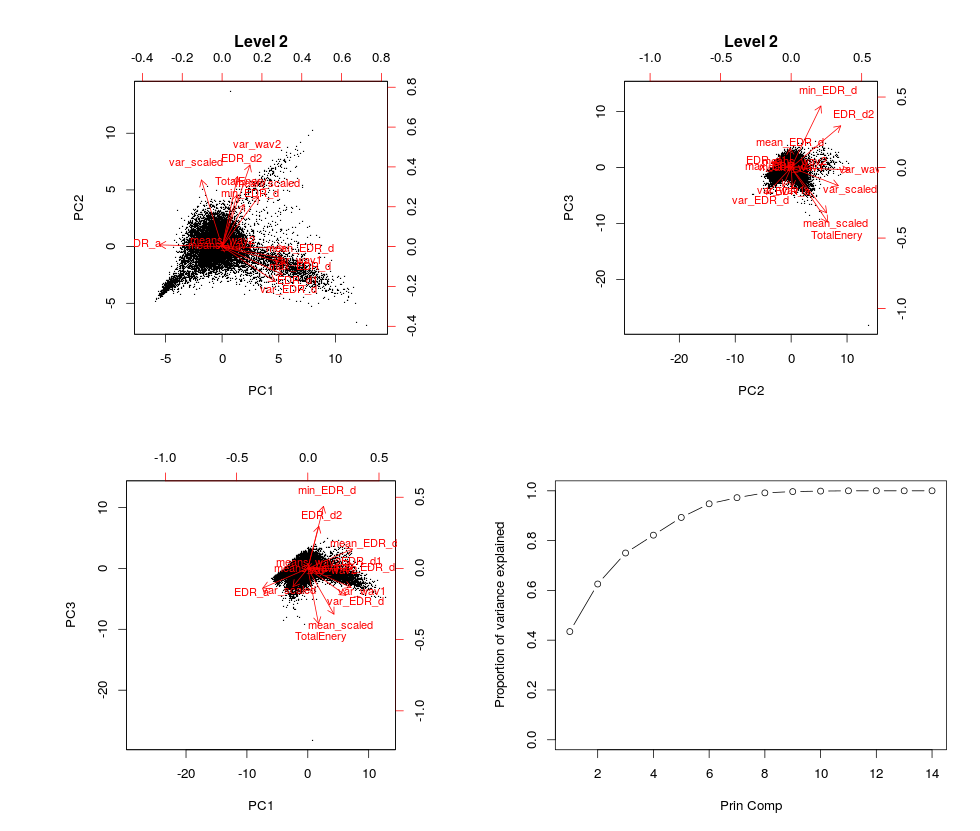 Level 2
-0.4 -0.2 0.0 0.2 0.4 0.6 0.8
PC2
-5 0 5 10
-0.4 -0.2 0.0 0.2 0.4 0.6 0.8
var_wav2
EDR_d2
var_scaled
min_EDR_d
mean_EDR_d
var_EDR_d
-5 0 5 10
PC1
Level 2
-1.0 -0.5 0.0 0.5
PC3
-20 -10 0 10
-1.0 -0.5 0.0 0.5
min_EDR_d
EDR_d2
mean_EDR_d
var_scaled
var_EDR_d
mean_scaled
TotalEnery
-20 -10 0 10
PC2
-1.0 -0.5 0.0 0.5
PC3
-20 -10 0 10
-1.0 -0.5 0.0 0.5
min_EDR_d
EDR_d2
mean_EDR_d
var_EDR_d
mean_scaled
TotalEnery
-20 -10 0 10
PC1
Proportion of variance explained
0.0 0.2 0.4 0.6 0.8 1.0
2 4 6 8 10 12 14
Prin Comp